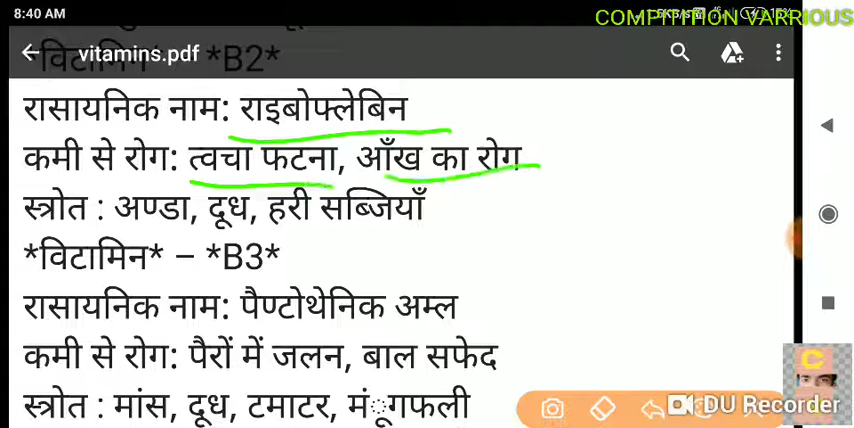 8:40 AM
COMPTITION VARRIOUS
vitamins.pdf
*विटामिन* *B2*
रासायनिक नाम: राइबोफ्लेबिन
कमी से रोग: त्वचा फटना, आँख का रोग
स्त्रोत : अण्डा, दूध, हरी सब्जियाँ
*विटामिन* – *B3*
रासायनिक नाम: पैण्टोथेनिक अम्ल
कमी से रोग: पैरों में जलन, बाल सफेद
स्त्रोत : मांस, दूध, टमाटर, मंूगफली
C
DU Recorder